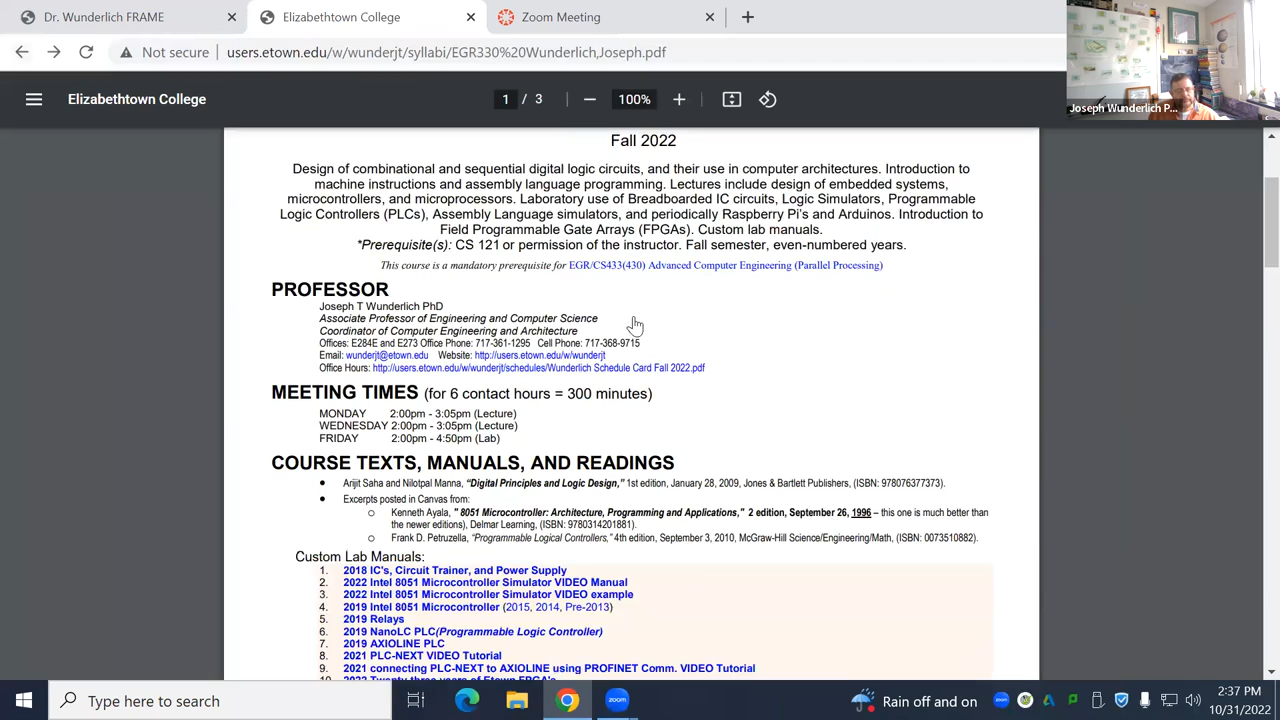 Dr. Wunderlich FRAME
Elizabethtown College
Zoom Meeting
Not secure
users.etown.edu/w/wunderjt/syllabi/EGR330%20Wunderlich,Joseph.pdf
Joseph Wunderlich P...
Elizabethtown College
1 / 3
100%
Fall 2022
Design of combinational and sequential digital logic circuits, and their use in computer architectures. Introduction to
machine instructions and assembly language programming. Lectures include design of embedded systems,
microcontrollers, and microprocessors. Laboratory use of Breadboarded IC circuits, Logic Simulators, Programmable
Logic Controllers (PLCs), Assembly Language simulators, and periodically Raspberry Pi's and Arduinos. Introduction to
Field Programmable Gate Arrays (FPGAs). Custom lab manuals.
*Prerequisite(s): CS 121 or permission of the instructor. Fall semester, even-numbered years.
This course is a mandatory prerequisite for EGR/CS433(430) Advanced Computer Engineering (Parallel Processing)
PROFESSOR
Joseph T Wunderlich PhD
Associate Professor of Engineering and Computer Science
Coordinator of Computer Engineering and Architecture
Offices: E284E and E273 Office Phone: 717-361-1295 Cell Phone: 717-368-9715
Email: wunderjt@etown.edu Website: http://users.etown.edu/w/wunderjt
Office Hours: http://users.etown.edu/w/wunderjt/schedules/Wunderlich Schedule Card Fall 2022.pdf
MEETING TIMES (for 6 contact hours = 300 minutes)
MONDAY 2:00pm - 3:05pm (Lecture)
WEDNESDAY 2:00pm - 3:05pm (Lecture)
FRIDAY 2:00pm - 4:50pm (Lab)
COURSE TEXTS, MANUALS, AND READINGS
• Arijit Saha and Nilotpal Manna, "Digital Principles and Logic Design," 1st edition, January 28, 2009, Jones & Bartlett Publishers, (ISBN: 978076377373).
• Excerpts posted in Canvas from:
o Kenneth Ayala, " 8051 Microcontroller: Architecture, Programming and Applications," 2 edition, September 26, 1996 – this one is much better than
the newer editions), Delmar Learning, (ISBN: 9780314201881).
o Frank D. Petruzella, "Programmable Logical Controllers," 4th edition, September 3, 2010, McGraw-Hill Science/Engineering/Math, (ISBN: 0073510882).
Custom Lab Manuals:
1. 2018 IC's, Circuit Trainer, and Power Supply
2. 2022 Intel 8051 Microcontroller Simulator VIDEO Manual
3. 2022 Intel 8051 Microcontroller Simulator VIDEO example
4. 2019 Intel 8051 Microcontroller (2015, 2014, Pre-2013)
5. 2019 Relays
6. 2019 NanoLC PLC(Programmable Logic Controller)
7. 2019 AXIOLINE PLC
8. 2021 PLC-NEXT VIDEO Tutorial
9. 2021 connecting PLC-NEXT to AXIOLINE using PROFINET Comm. VIDEO Tutorial
Type here to search
Rain off and on
2:37 PM
10/31/2022